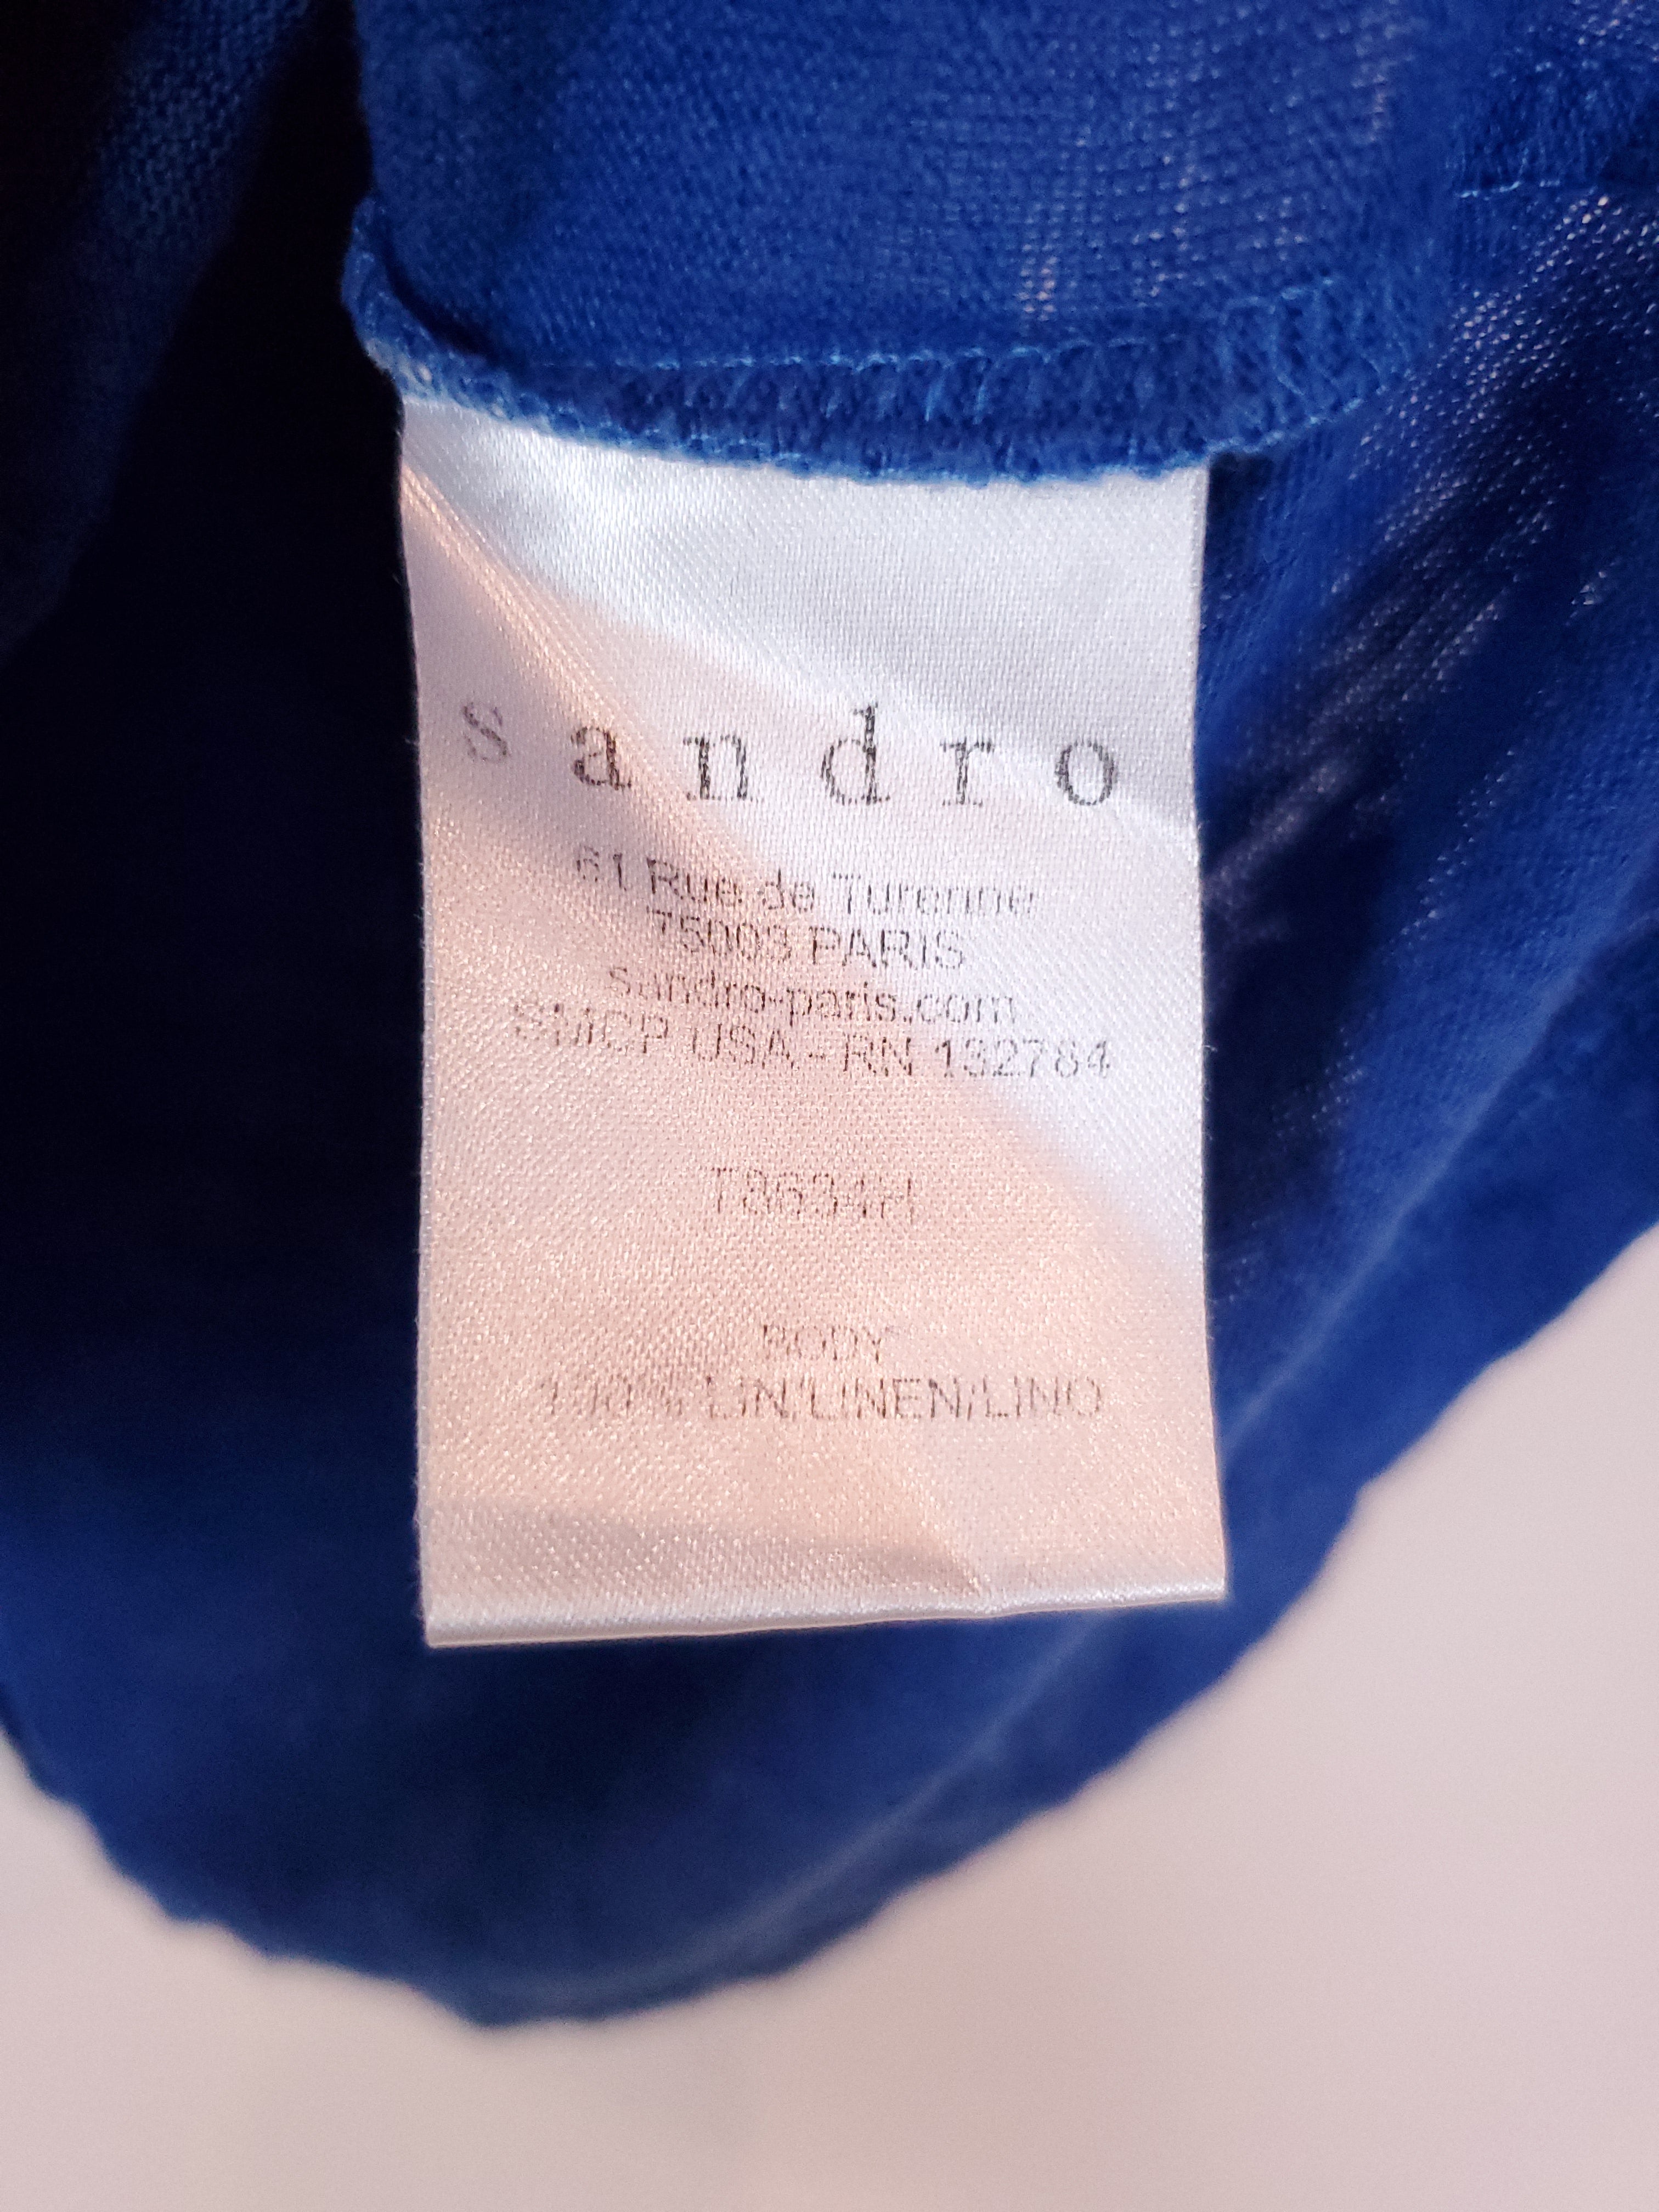 sandro
61 Rue de Turenne
75003 PARIS
sandro-paris.com
SMCP USA - RN 132784
T8634H
BODY
100 % LIN/LINEN/LINO